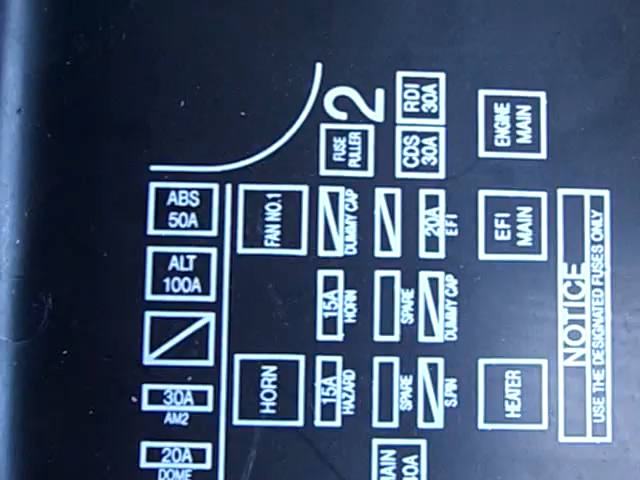 2
RDI
30A
FUSE
PULLER
CDS
30A
ENGINE
MAIN
ABS
50A
FAN NO.1
DUMMY CAP
20A
EFI
EFI
MAIN
ALT
100A
15A
HORN
SPARE
DUMMY CAP
NOTICE
USE THE DESIGNATED FUSES ONLY
30A
AM2
HORN
15A
HAZARD
SPARE
S.PIN
HEATER
20A
DOME
MAIN